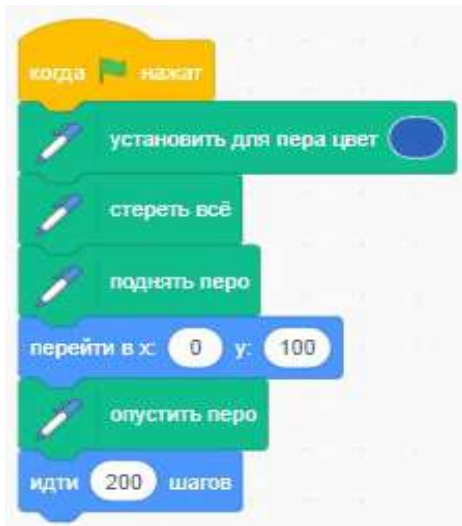 когда нажат
установить для пера цвет
стереть всё
поднять перо
перейти в x: 0 y: 100
опустить перо
идти 200 шагов